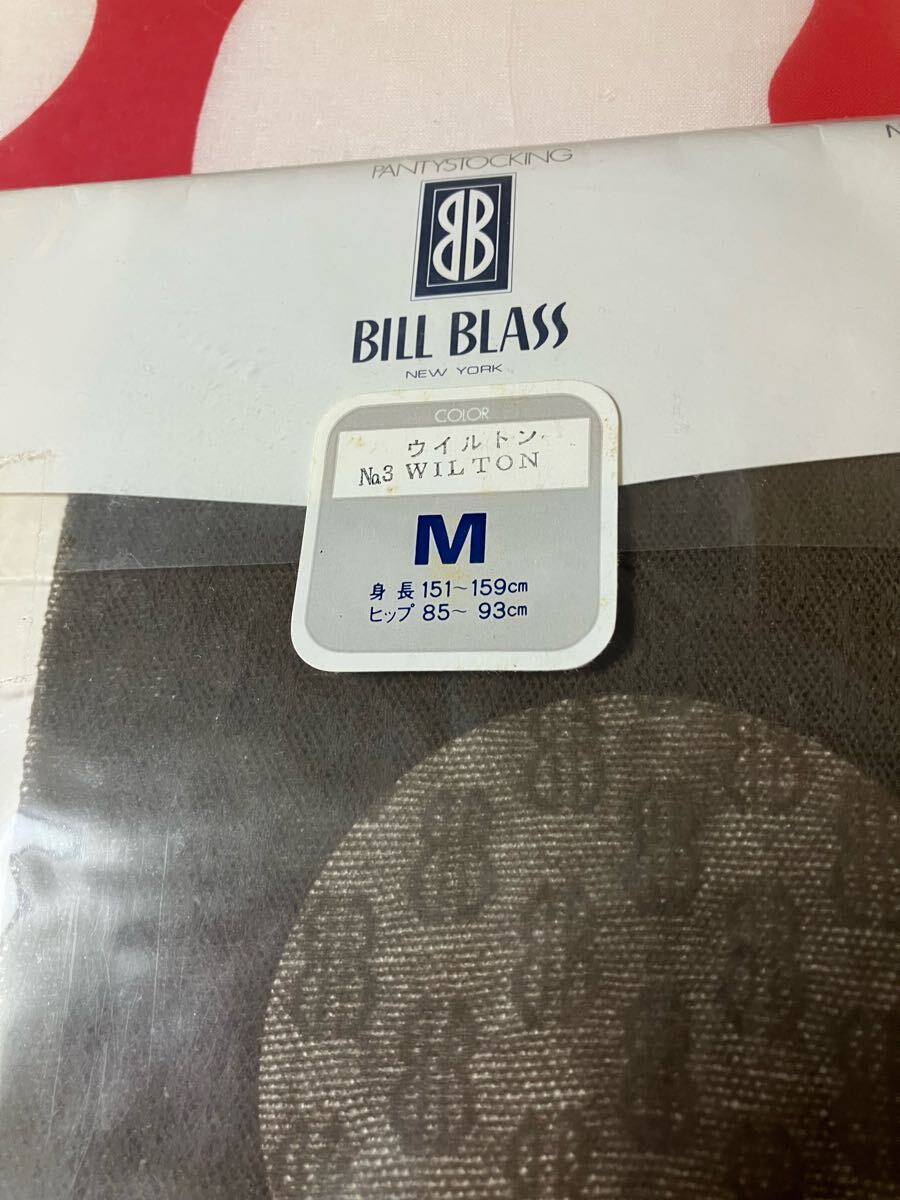 PANTYSTOCKING
BILL BLASS
NEW YORK
COLOR
ウイルトン
No.3 WILTON
M
身長 151〜159cm
ヒップ 85〜 93cm